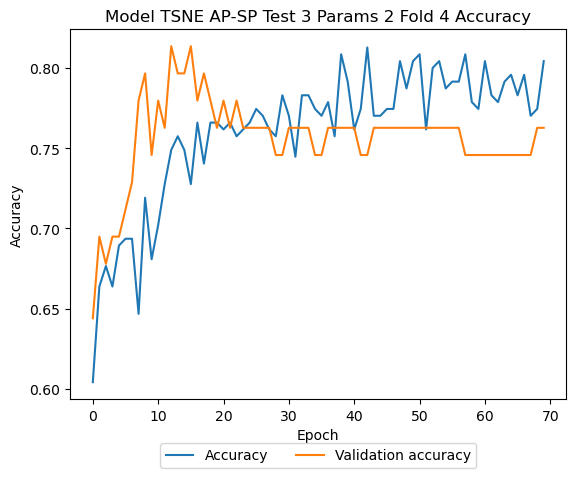 Model TSNE AP-SP Test 3 Params 2 Fold 4 Accuracy
0.80
0.75
0.70
0.65
0.60
Accuracy
0 10 20 30 40 50 60 70
Epoch
Accuracy Validation accuracy